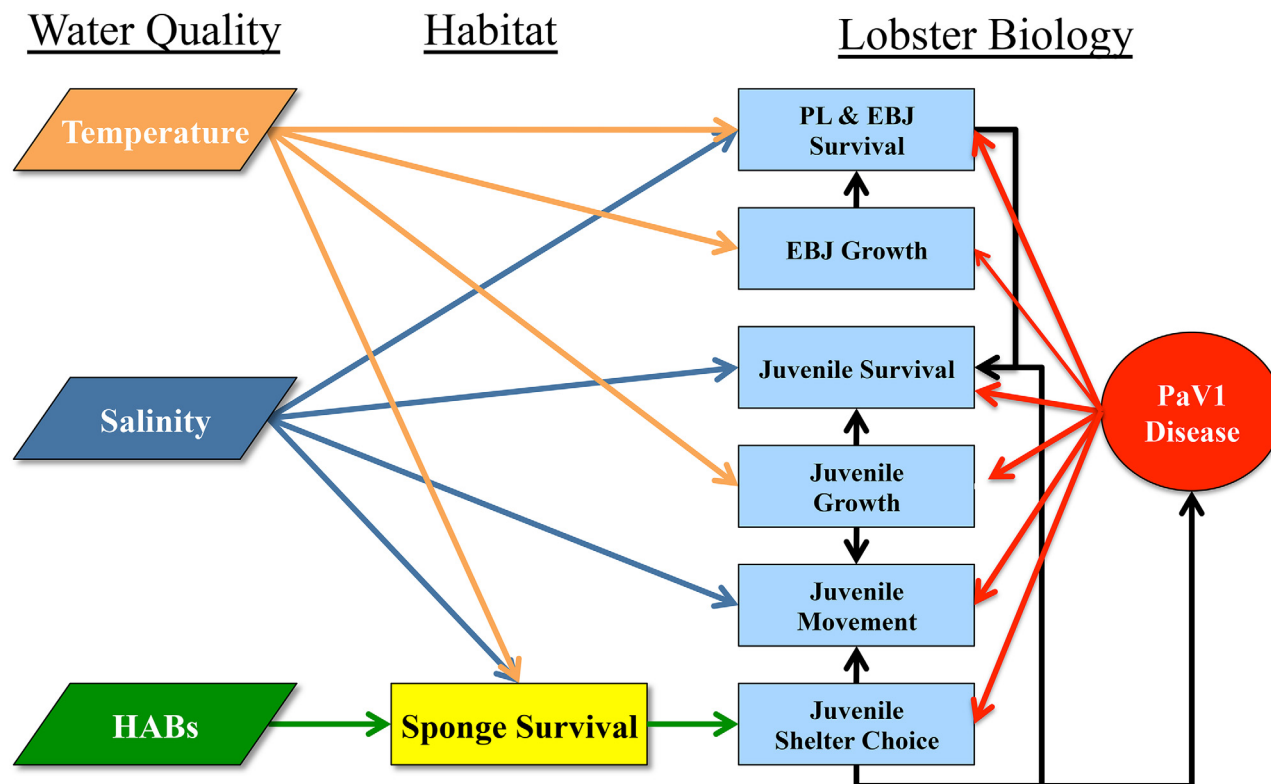 Water Quality
Habitat
Lobster Biology
Temperature
Salinity
HABs
Sponge Survival
PL & EBJ
Survival
EBJ Growth
Juvenile Survival
Juvenile
Growth
Juvenile
Movement
Juvenile
Shelter Choice
PaV1
Disease